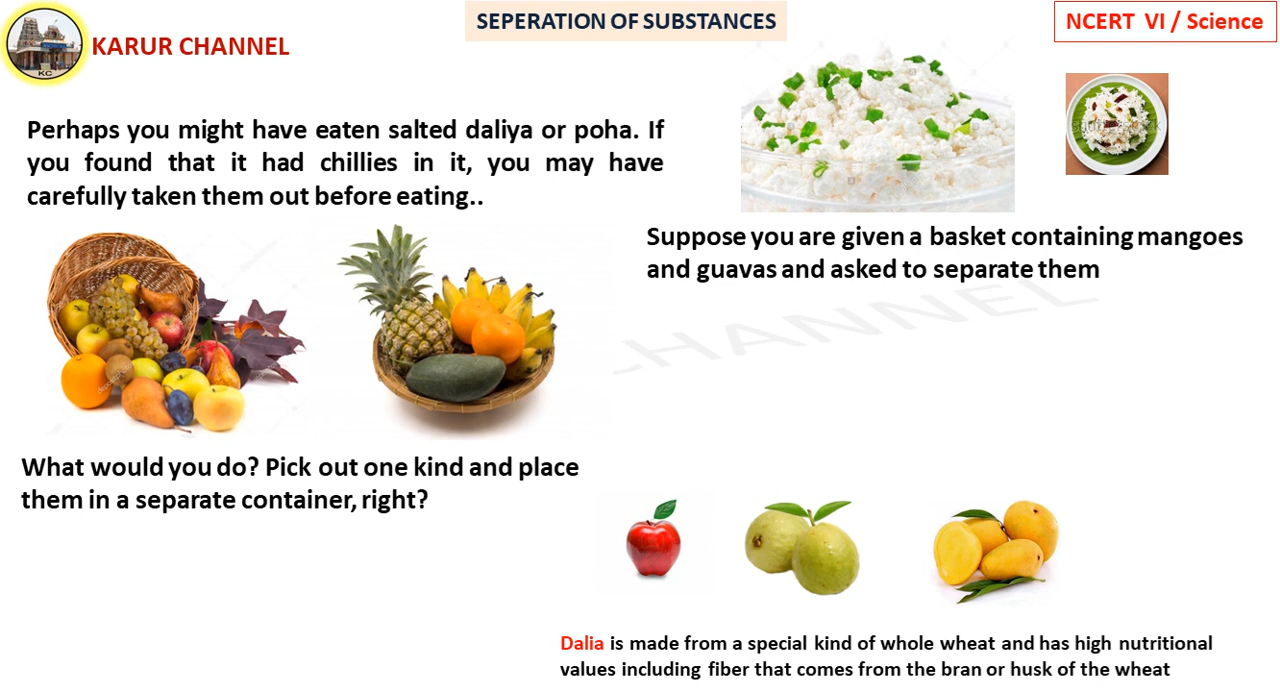 SEPERATION OF SUBSTANCES
NCERT VI / Science
KARUR CHANNEL
KC
Perhaps you might have eaten salted daliya or poha. If
you found that it had chillies in it, you may have
carefully taken them out before eating..
Suppose you are given a basket containing mangoes
and guavas and asked to separate them
CHANNEL
What would you do? Pick out one kind and place
them in a separate container, right?
Dalia is made from a special kind of whole wheat and has high nutritional
values including fiber that comes from the bran or husk of the wheat